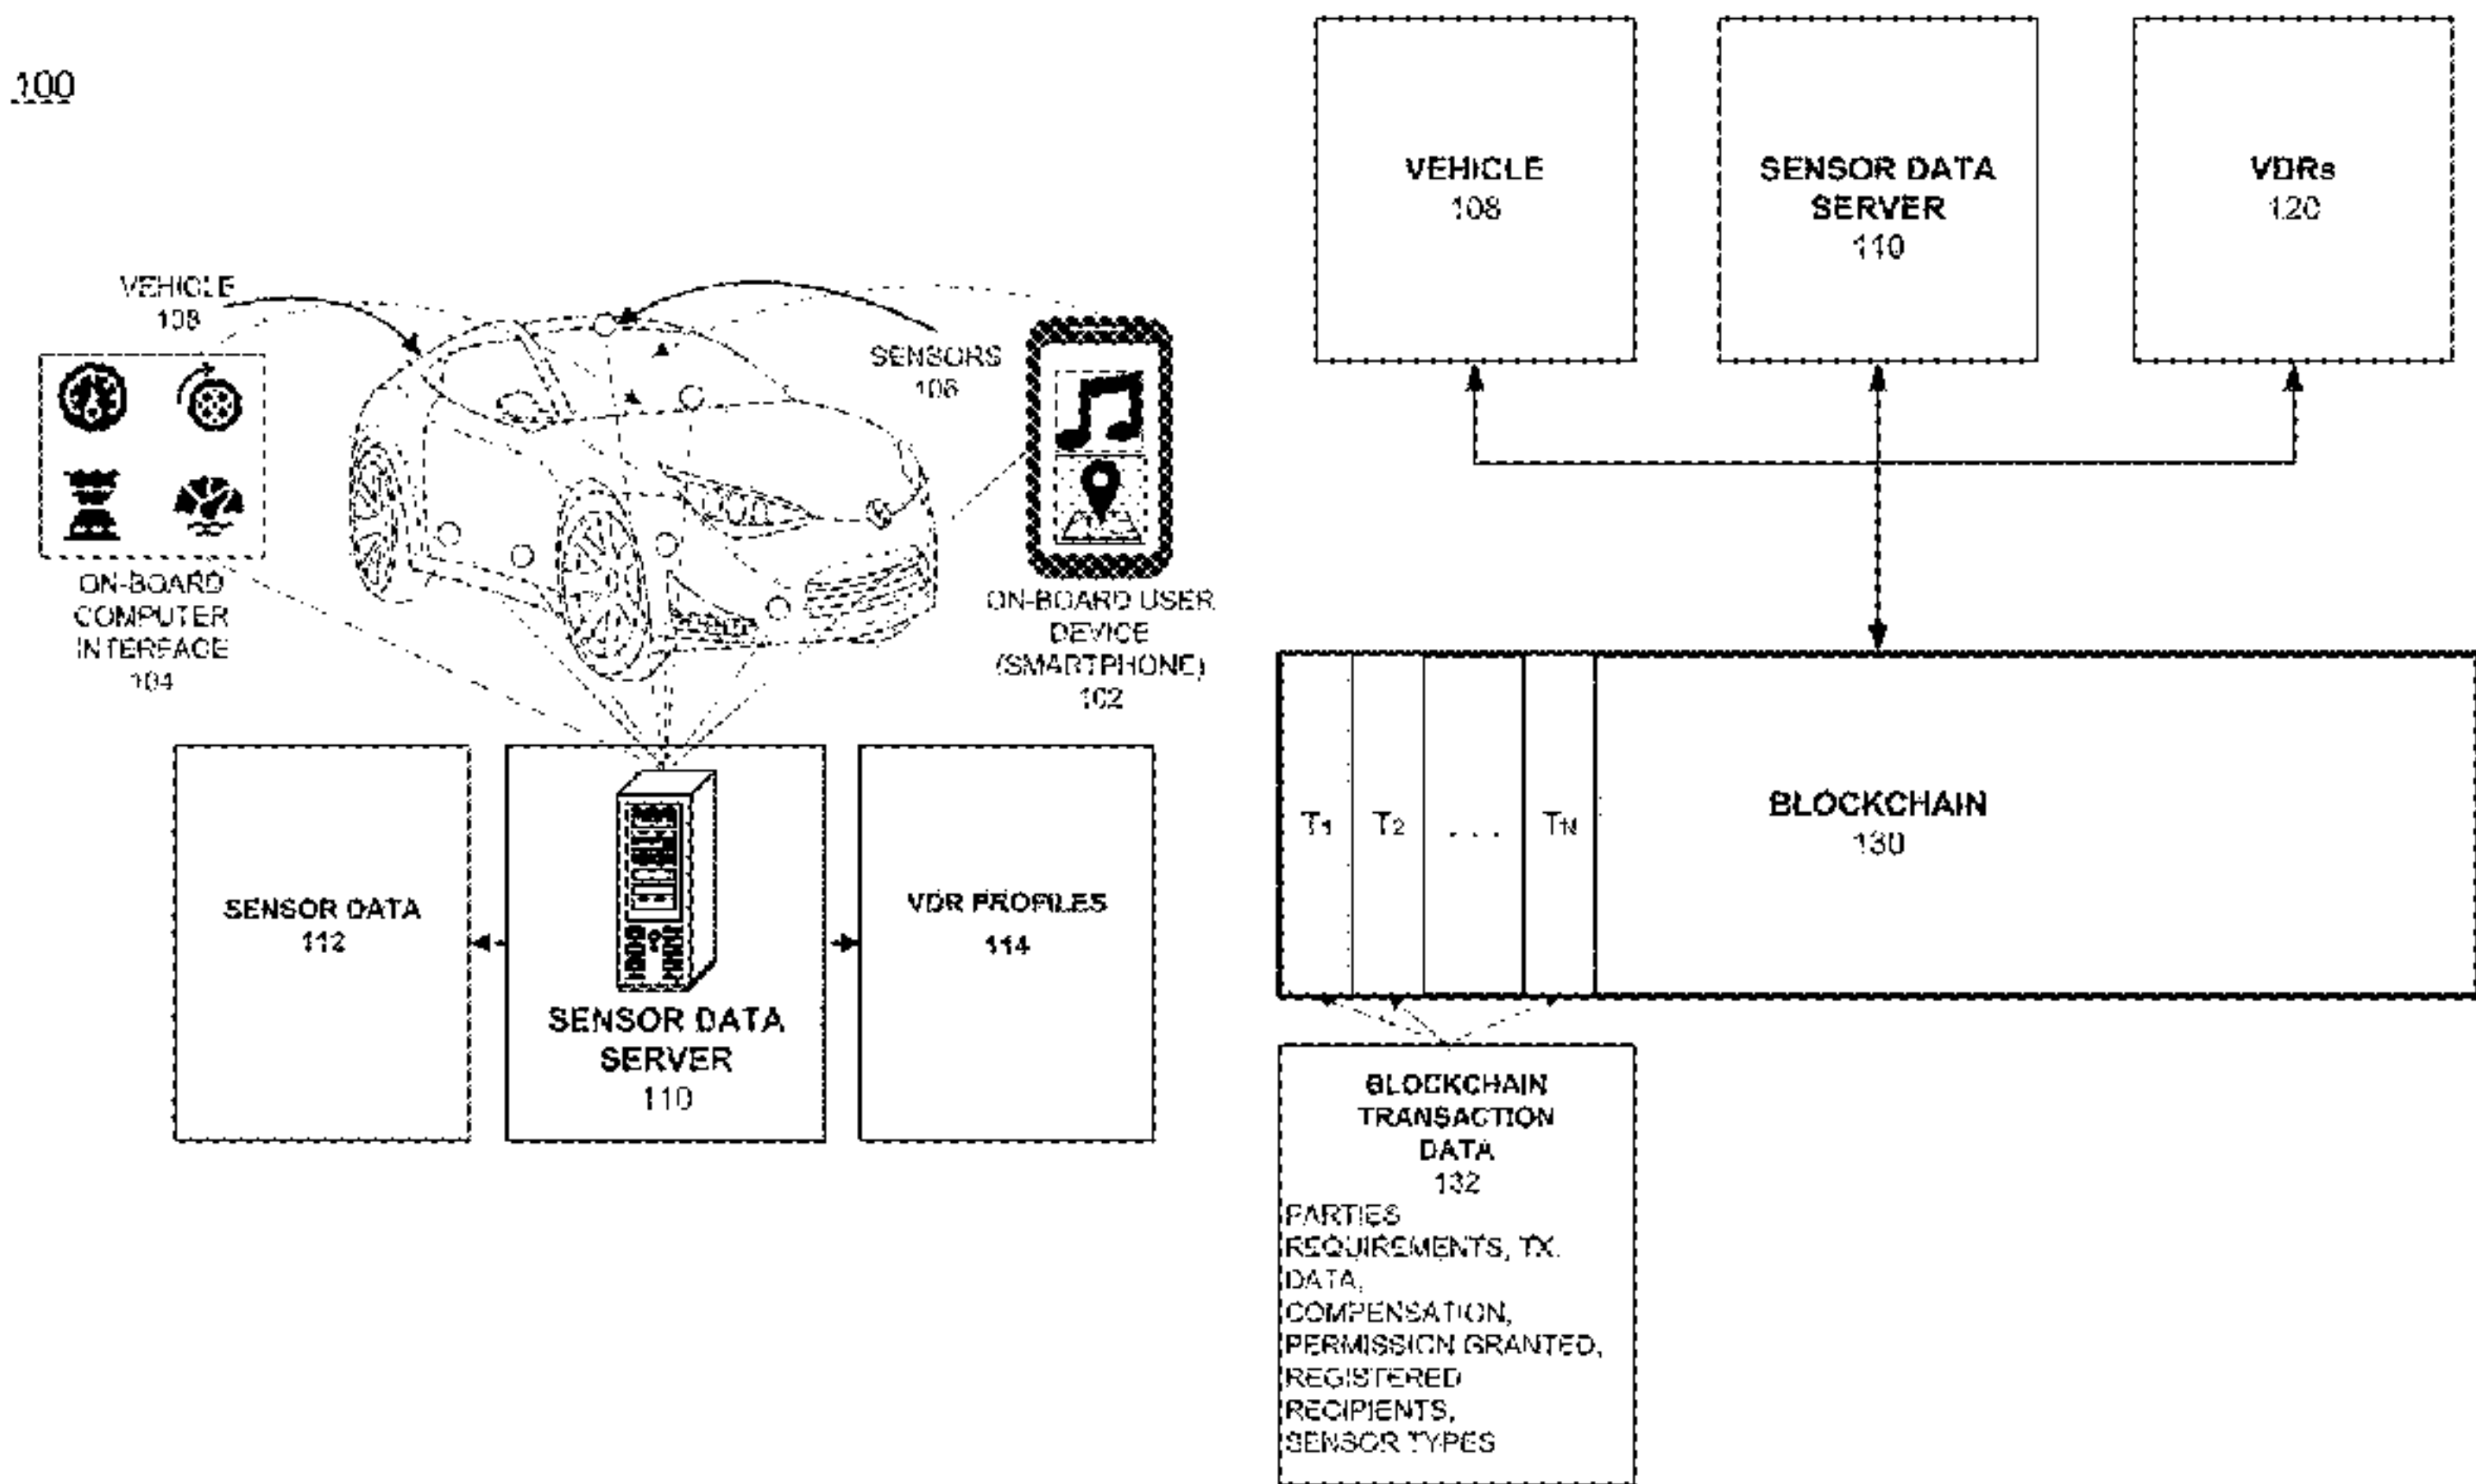 100
VEHICLE
108
SENSOR DATA
SERVER
110
VDRs
120
VEHICLE
108
SENSORS
106
ON-BOARD
COMPUTER
INTERFACE
104
ON-BOARD USER
DEVICE
(SMARTPHONE)
102
SENSOR DATA
112
SENSOR DATA
SERVER
110
VDR PROFILES
114
T1
T2
. . .
TN
BLOCKCHAIN
130
BLOCKCHAIN
TRANSACTION
DATA
132
PARTIES
REQUIREMENTS, TX.
DATA,
COMPENSATION,
PERMISSION GRANTED,
REGISTERED
RECIPIENTS,
SENSOR TYPES